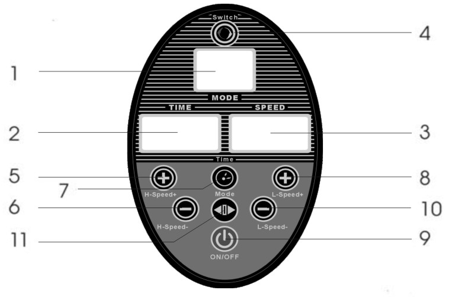 Switch
4
1
MODE
TIME SPEED
2
3
Time
5
8
7
H-Speed+ Mode L-Speed+
6
10
H-Speed- L-Speed-
11
9
ON/OFF